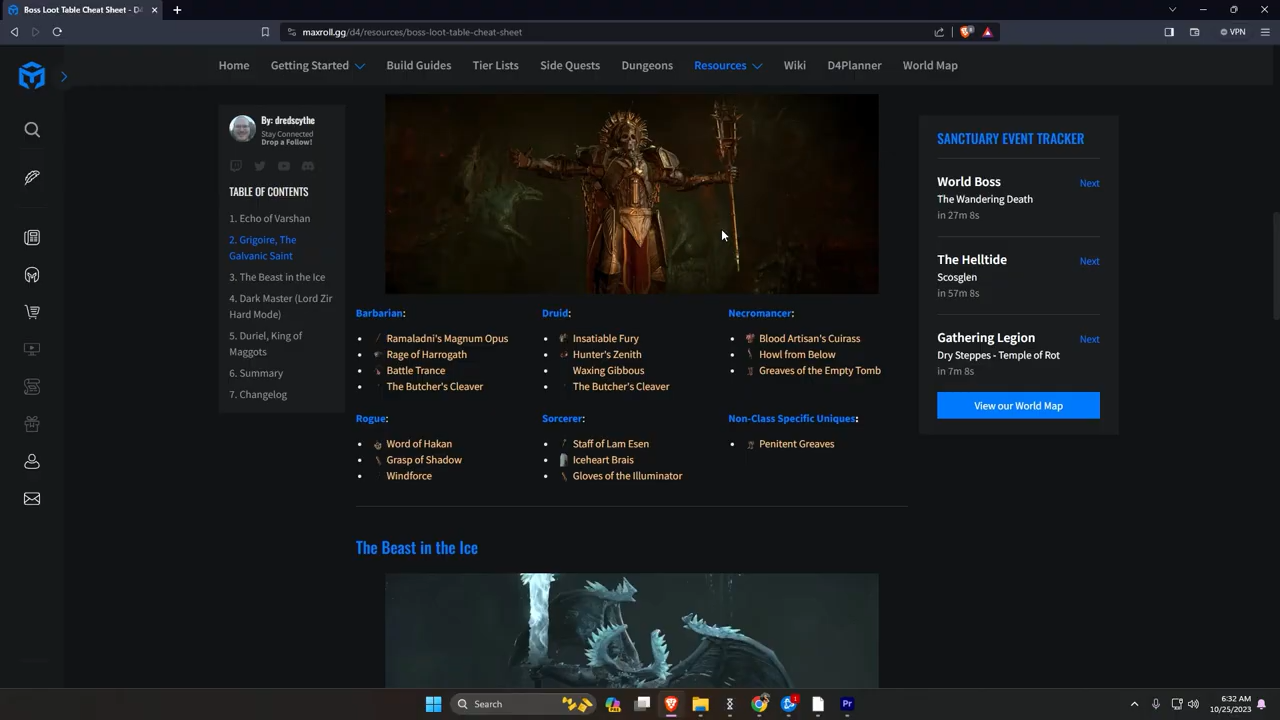 Boss Loot Table Cheat Sheet - D4
maxroll.gg/d4/resources/boss-loot-table-cheat-sheet
VPN
Home
Getting Started
Build Guides
Tier Lists
Side Quests
Dungeons
Resources
Wiki
D4Planner
World Map
By: dredscythe
Stay Connected
Drop a Follow!
TABLE OF CONTENTS
1. Echo of Varshan
2. Grigoire, The
Galvanic Saint
3. The Beast in the Ice
4. Dark Master (Lord Zir
Hard Mode)
5. Duriel, King of
Maggots
6. Summary
7. Changelog
Barbarian:
Ramaladni's Magnum Opus
Rage of Harrogath
Battle Trance
The Butcher's Cleaver
Druid:
Insatiable Fury
Hunter's Zenith
Waxing Gibbous
The Butcher's Cleaver
Necromancer:
Blood Artisan's Cuirass
Howl from Below
Greaves of the Empty Tomb
Rogue:
Word of Hakan
Grasp of Shadow
Windforce
Sorcerer:
Staff of Lam Esen
Iceheart Brais
Gloves of the Illuminator
Non-Class Specific Uniques:
Penitent Greaves
The Beast in the Ice
SANCTUARY EVENT TRACKER
World Boss
Next
The Wandering Death
in 27m 8s
The Helltide
Next
Scosglen
in 57m 8s
Gathering Legion
Next
Dry Steppes - Temple of Rot
in 7m 8s
View our World Map
Search
1
Pr
6:32 AM
10/25/2023